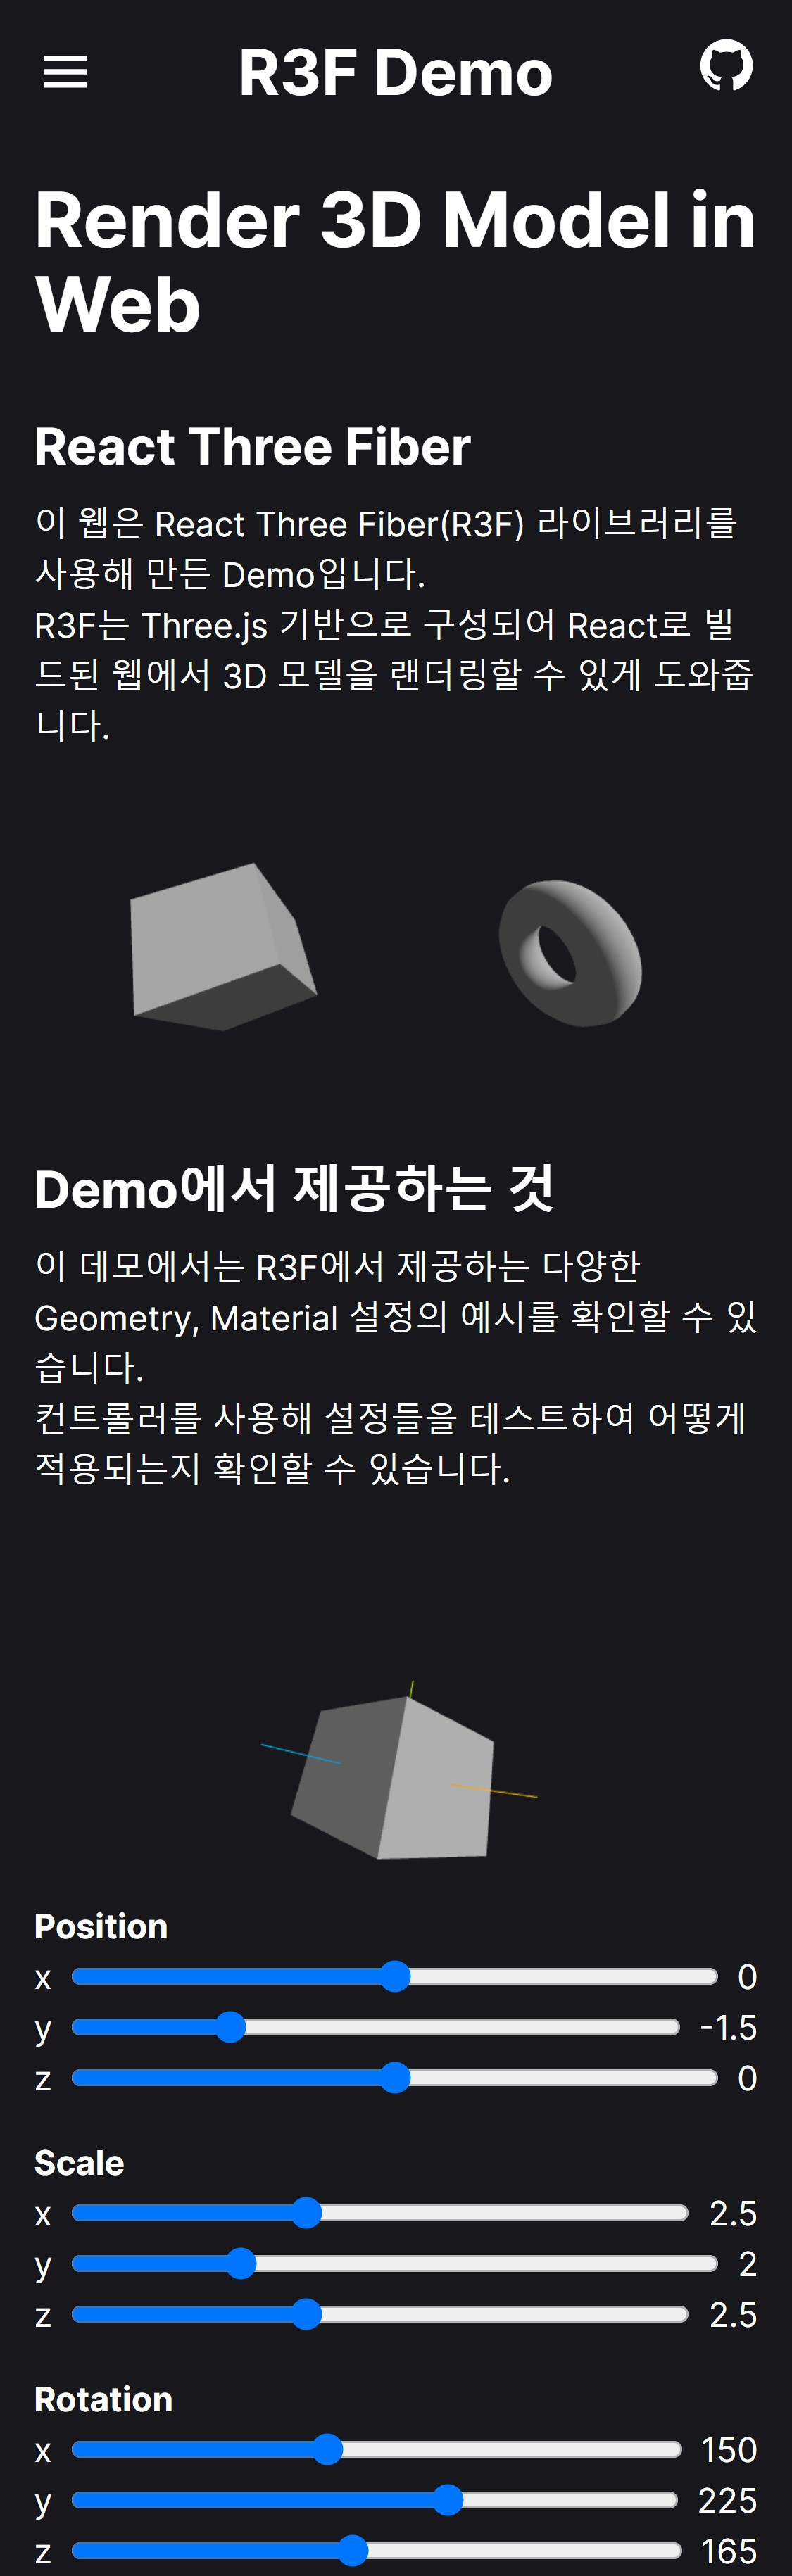 R3F Demo
Render 3D Model in
Web
React Three Fiber
이 웹은 React Three Fiber(R3F) 라이브러리를
사용해 만든 Demo입니다.
R3F는 Three.js 기반으로 구성되어 React로 빌
드된 웹에서 3D 모델을 랜더링할 수 있게 도와줍
니다.
Demo에서 제공하는 것
이 데모에서는 R3F에서 제공하는 다양한
Geometry, Material 설정의 예시를 확인할 수 있
습니다.
컨트롤러를 사용해 설정들을 테스트하여 어떻게
적용되는지 확인할 수 있습니다.
Position
x 0
y -1.5
z 0
Scale
x 2.5
y 2
z 2.5
Rotation
x 150
y 225
z 165